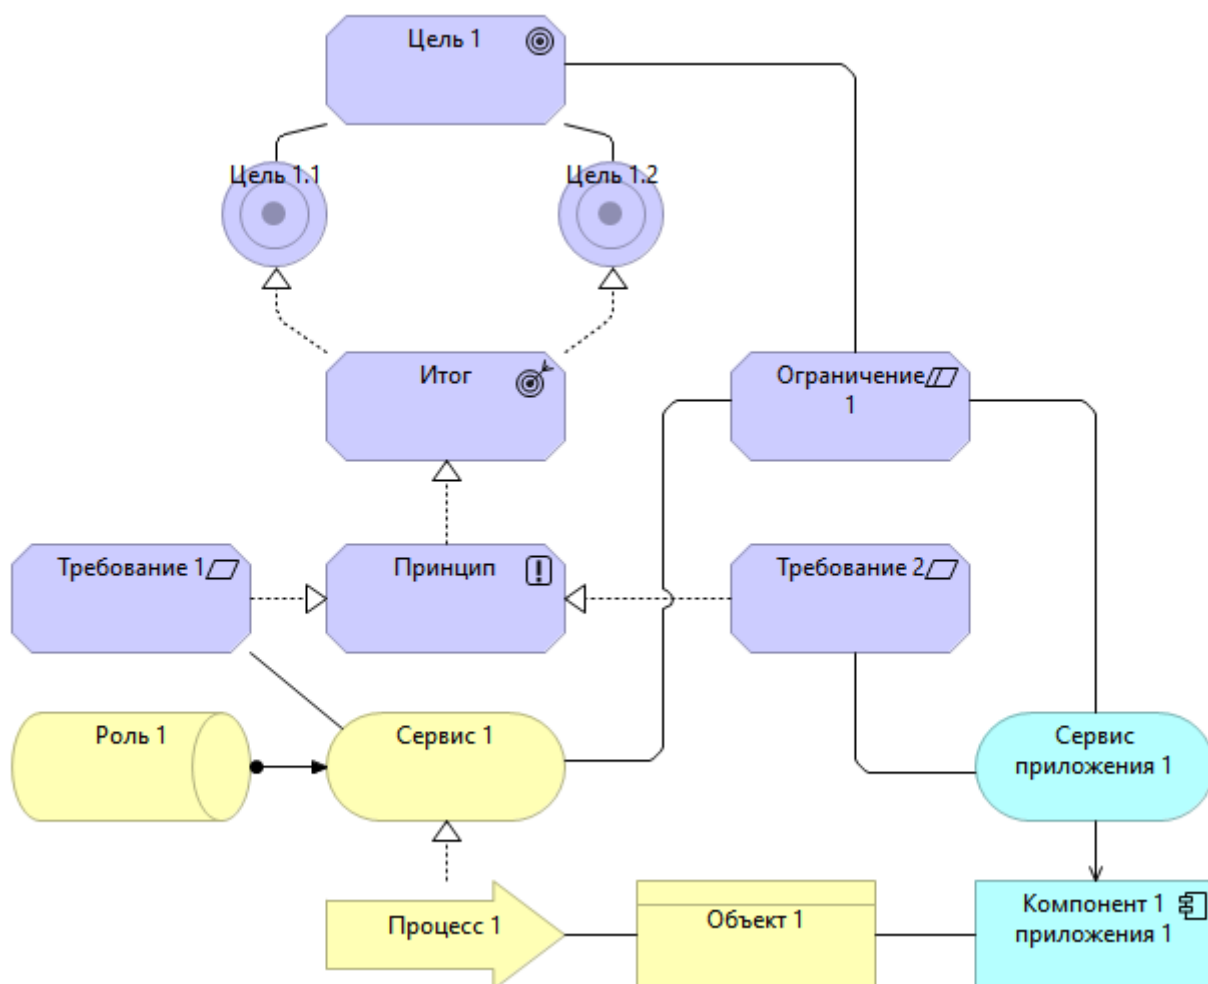 Цель 1
Цель 1.1
Цель 1.2
Итог
Ограничение
1
Требование 1
Принцип
Требование 2
Роль 1
Сервис 1
Сервис
приложения 1
Процесс 1
Объект 1
Компонент 1
приложения 1